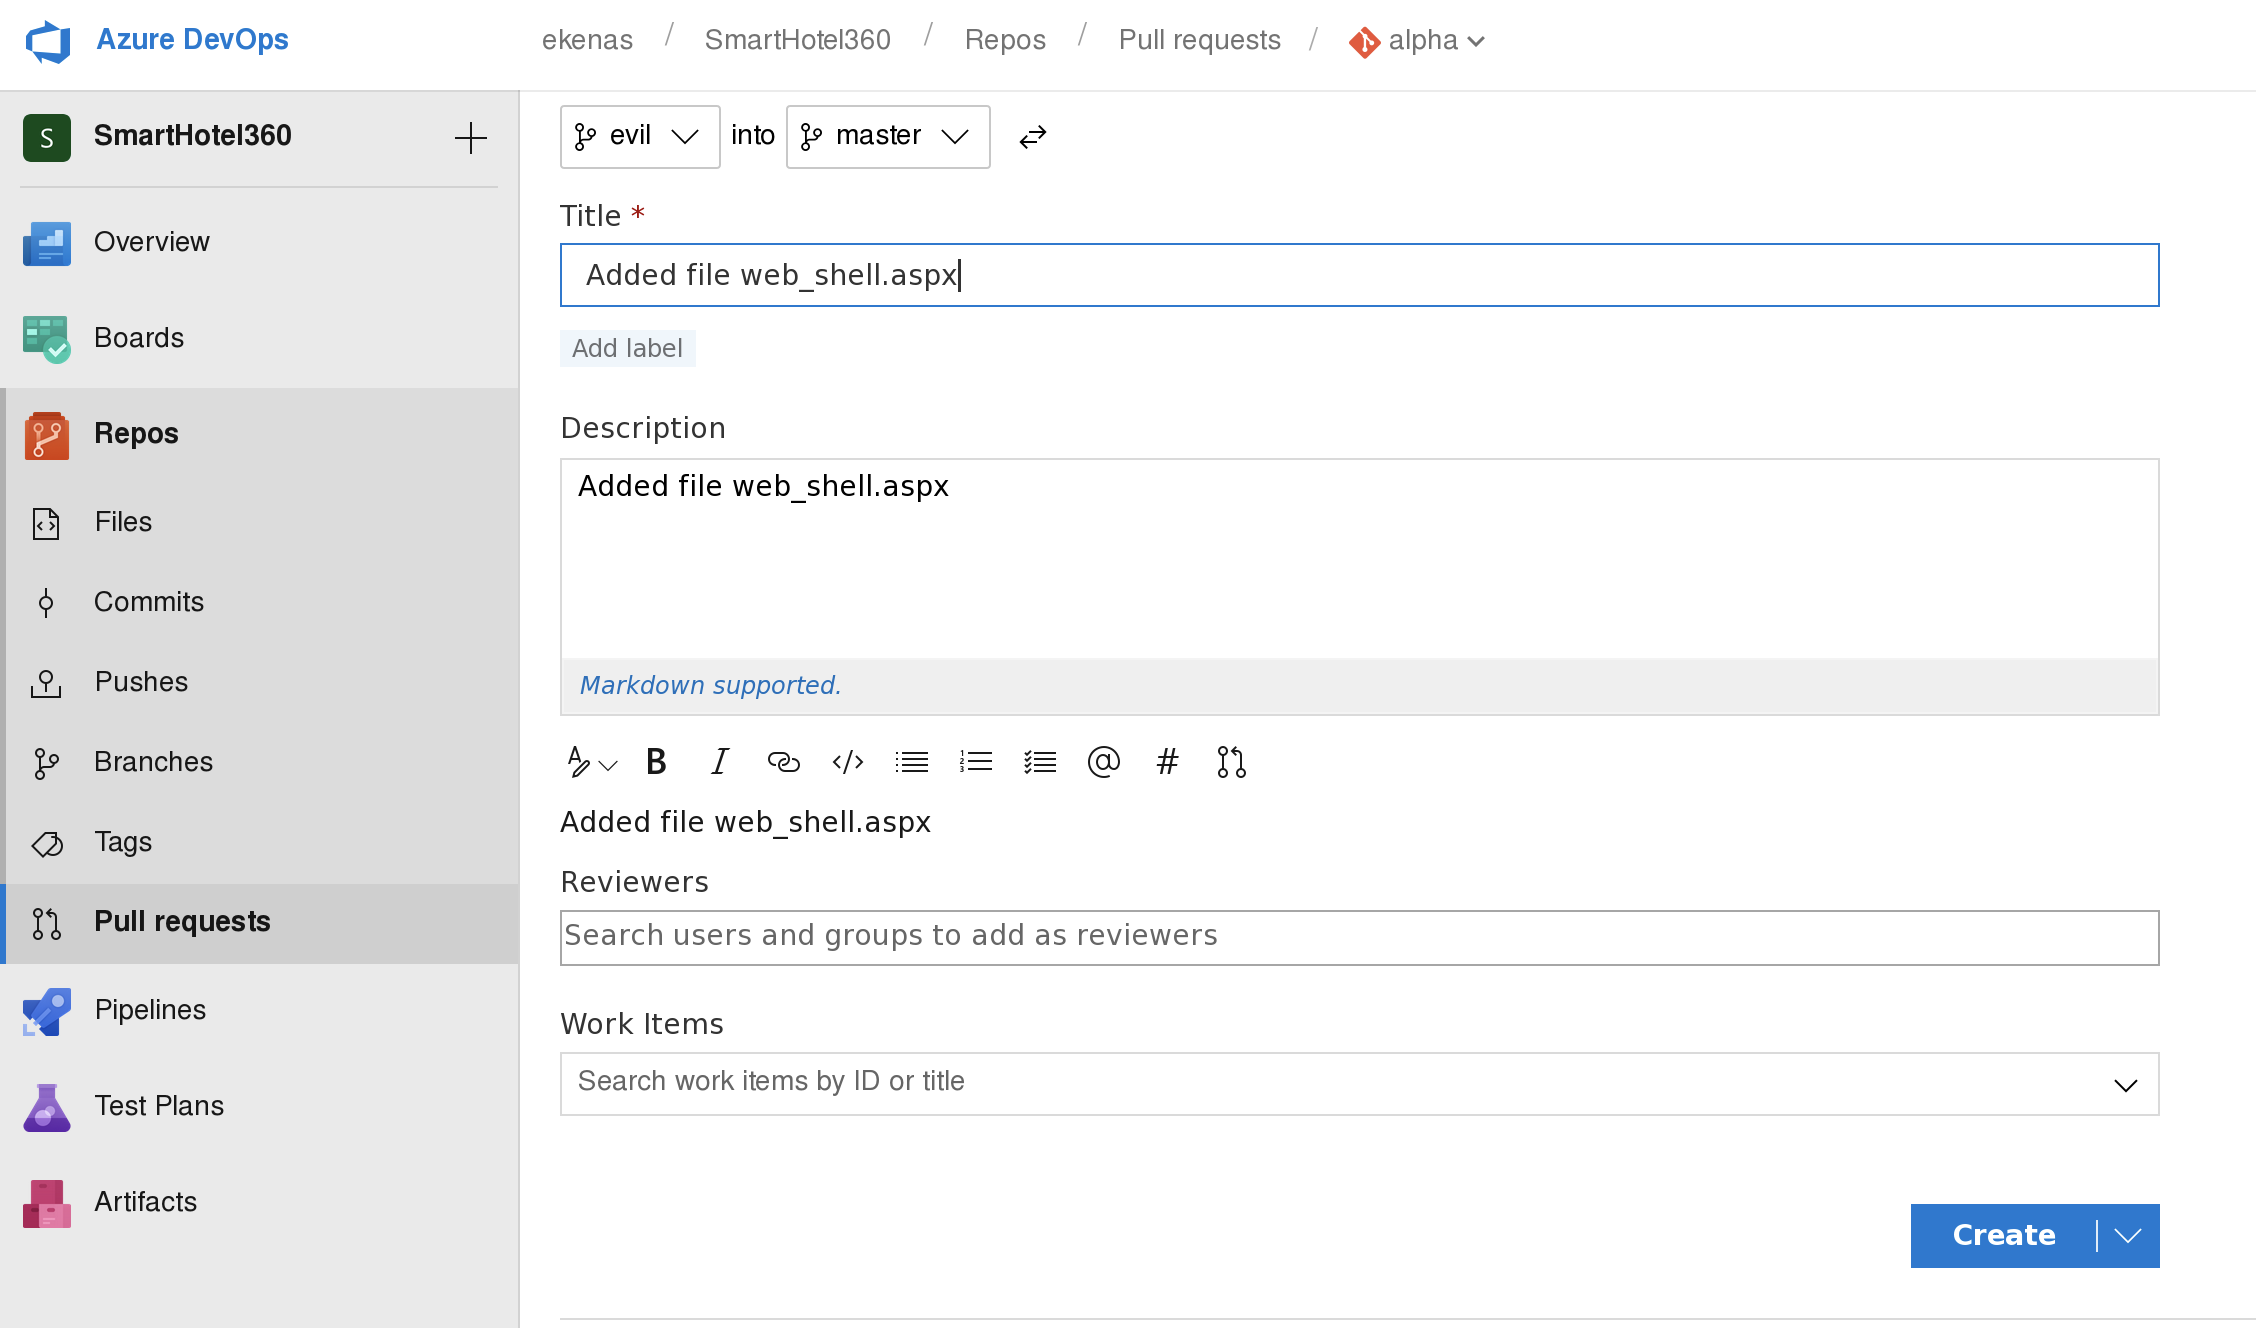 Azure DevOps
ekenas / SmartHotel360 / Repos / Pull requests / alpha
S SmartHotel360
Overview
Boards
Repos
Files
Commits
Pushes
Branches
Tags
Pull requests
Pipelines
Test Plans
Artifacts
evil into master
Title *
Added file web_shell.aspx
Add label
Description
Added file web_shell.aspx
Markdown supported.
Added file web_shell.aspx
Reviewers
Search users and groups to add as reviewers
Work Items
Search work items by ID or title
Create